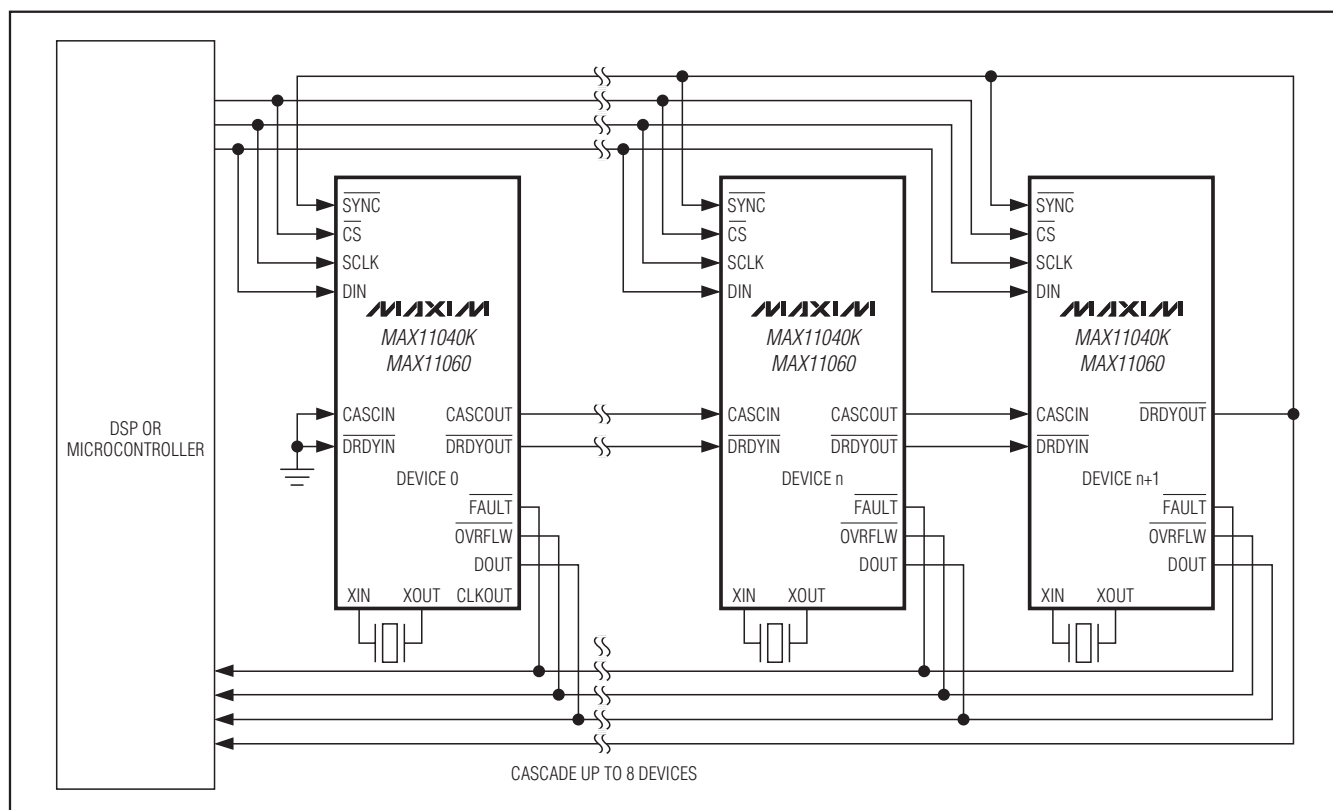 DSP OR
MICROCONTROLLER
SYNC
CS
SCLK
DIN
MAXIM
MAX11040K
MAX11060
CASCIN CASCOUT
DRDYIN DRDYOUT
DEVICE 0
FAULT
OVRFLW
DOUT
XIN XOUT CLKOUT
SYNC
CS
SCLK
DIN
MAXIM
MAX11040K
MAX11060
CASCIN CASCOUT
DRDYIN DRDYOUT
DEVICE n
FAULT
OVRFLW
DOUT
XIN XOUT
SYNC
CS
SCLK
DIN
MAXIM
MAX11040K
MAX11060
CASCIN DRDYOUT
DRDYIN
DEVICE n+1
FAULT
OVRFLW
DOUT
XIN XOUT
CASCADE UP TO 8 DEVICES